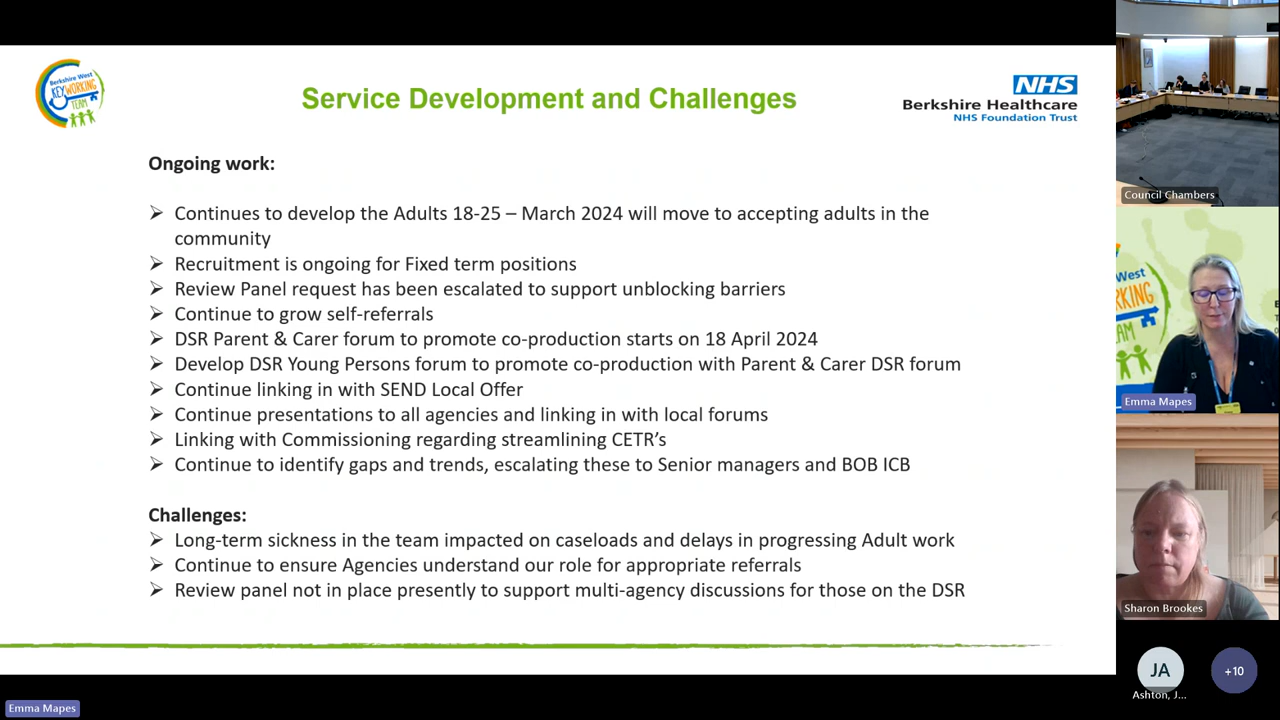 Berkshire West
KEYWORKING
TEAM
Service Development and Challenges
NHS
Berkshire Healthcare
NHS Foundation Trust
Ongoing work:
➢ Continues to develop the Adults 18-25 – March 2024 will move to accepting adults in the
community
➢ Recruitment is ongoing for Fixed term positions
➢ Review Panel request has been escalated to support unblocking barriers
➢ Continue to grow self-referrals
➢ DSR Parent & Carer forum to promote co-production starts on 18 April 2024
➢ Develop DSR Young Persons forum to promote co-production with Parent & Carer DSR forum
➢ Continue linking in with SEND Local Offer
➢ Continue presentations to all agencies and linking in with local forums
➢ Linking with Commissioning regarding streamlining CETR's
➢ Continue to identify gaps and trends, escalating these to Senior managers and BOB ICB
Challenges:
➢ Long-term sickness in the team impacted on caseloads and delays in progressing Adult work
➢ Continue to ensure Agencies understand our role for appropriate referrals
➢ Review panel not in place presently to support multi-agency discussions for those on the DSR
Emma Mapes
Council Chambers
West
Emma Mapes
Sharon Brookes
JA
Ashton, J...
+10